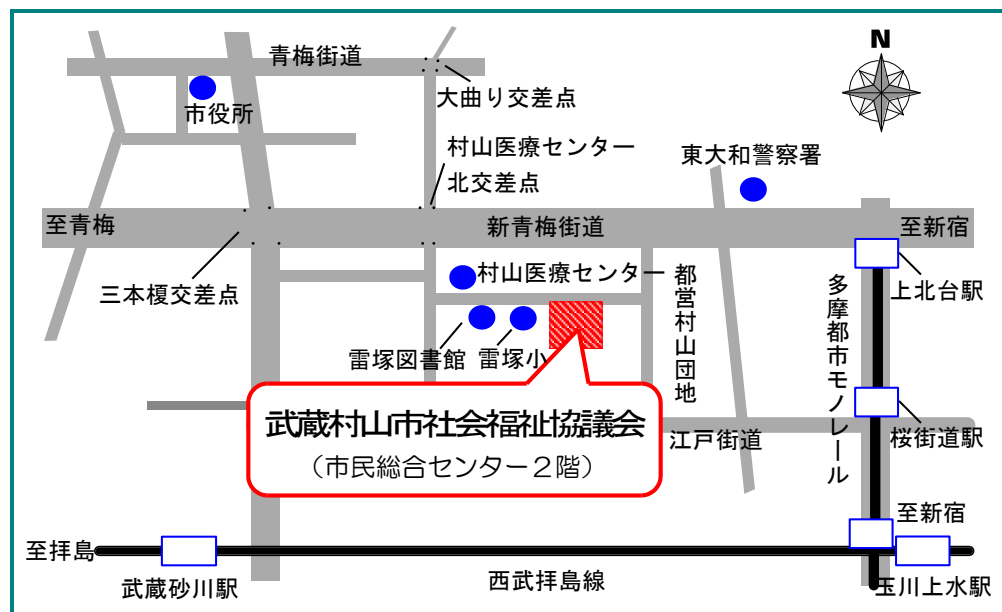 N
青梅街道
大曲り交差点
市役所
村山医療センター
北交差点
東大和警察署
至青梅
新青梅街道
至新宿
三本榎交差点
村山医療センター
都営村山団地
多摩都市モノレール
上北台駅
雷塚図書館
雷塚小
武蔵村山市社会福祉協議会
（市民総合センター２階）
江戸街道
桜街道駅
至新宿
至拝島
武蔵砂川駅
西武拝島線
玉川上水駅